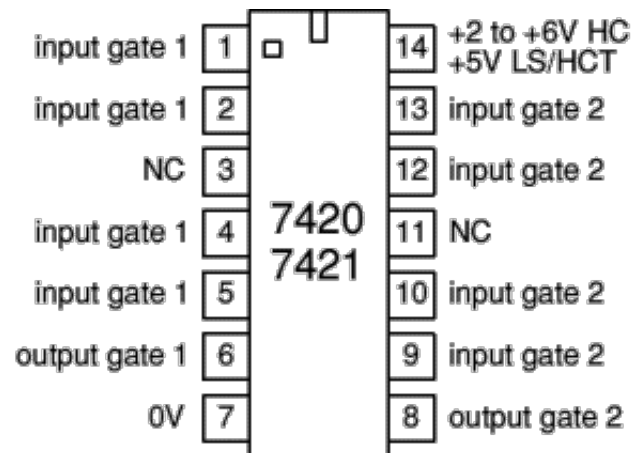 input gate 1 1
input gate 1 2
NC 3
input gate 1 4
input gate 1 5
output gate 1 6
0V 7
7420
7421
14 +2 to +6V HC
+5V LS/HCT
13 input gate 2
12 input gate 2
11 NC
10 input gate 2
9 input gate 2
8 output gate 2